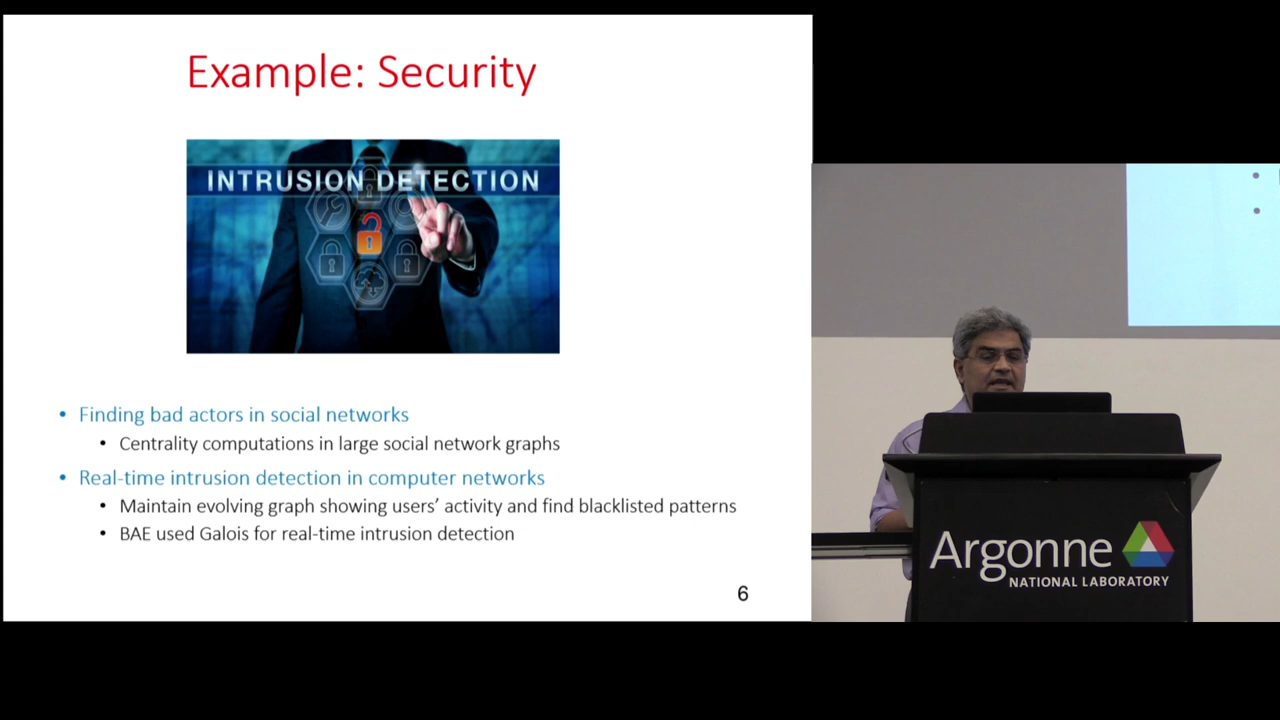 Example: Security
INTRUSION DETECTION
• Finding bad actors in social networks
• Centrality computations in large social network graphs
• Real-time intrusion detection in computer networks
• Maintain evolving graph showing users’ activity and find blacklisted patterns
• BAE used Galois for real-time intrusion detection
6
Argonne
NATIONAL LABORATORY